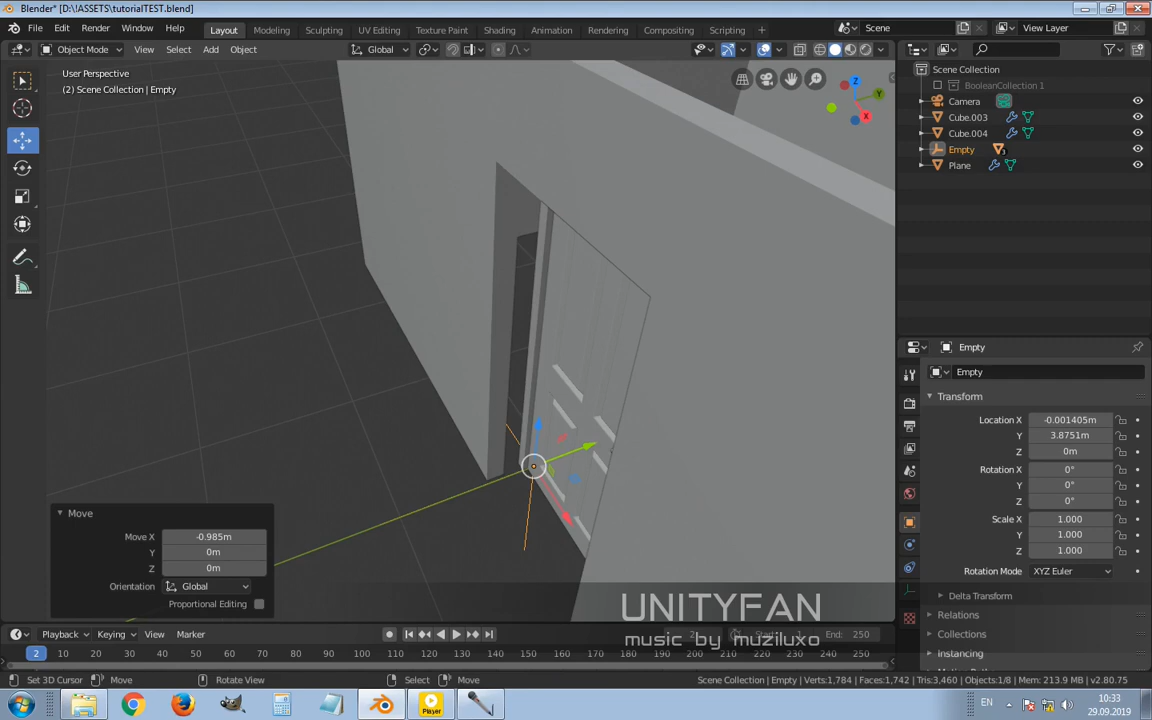 Blender* [D:\!ASSETS\tutorialTEST.blend]
File Edit Render Window Help
Layout Modeling Sculpting UV Editing Texture Paint Shading Animation Rendering Compositing Scripting
Scene
View Layer
Object Mode View Select Add Object
Global
User Perspective
(2) Scene Collection | Empty
Z
Y
X
Scene Collection
BooleanCollection 1
Camera
Cube.003
Cube.004
Empty
Plane
Empty
Empty
Transform
Location X -0.001405m
Y 3.8751m
Z 0m
Rotation X 0°
Y 0°
Z 0°
Scale X 1.000
Y 1.000
Z 1.000
Rotation Mode XYZ Euler
Delta Transform
Relations
Collections
Instancing
Move
Move X -0.985m
Y 0m
Z 0m
Orientation Global
Proportional Editing
UNITYFAN
music by muziluxo
Playback Keying View Marker
2
End: 250
2 10 20 30 40 50 60 70 80 90 100 110 120 130 140 150 160 170 180 190 200 210 220 230 240 250
Set 3D Cursor Move Rotate View Select Move
Scene Collection | Empty | Verts:1,784 | Faces:1,742 | Tris:3,460 | Objects:1/8 | Mem: 213.9 MB | v2.80.75
Player
EN
10:33
29.09.2019